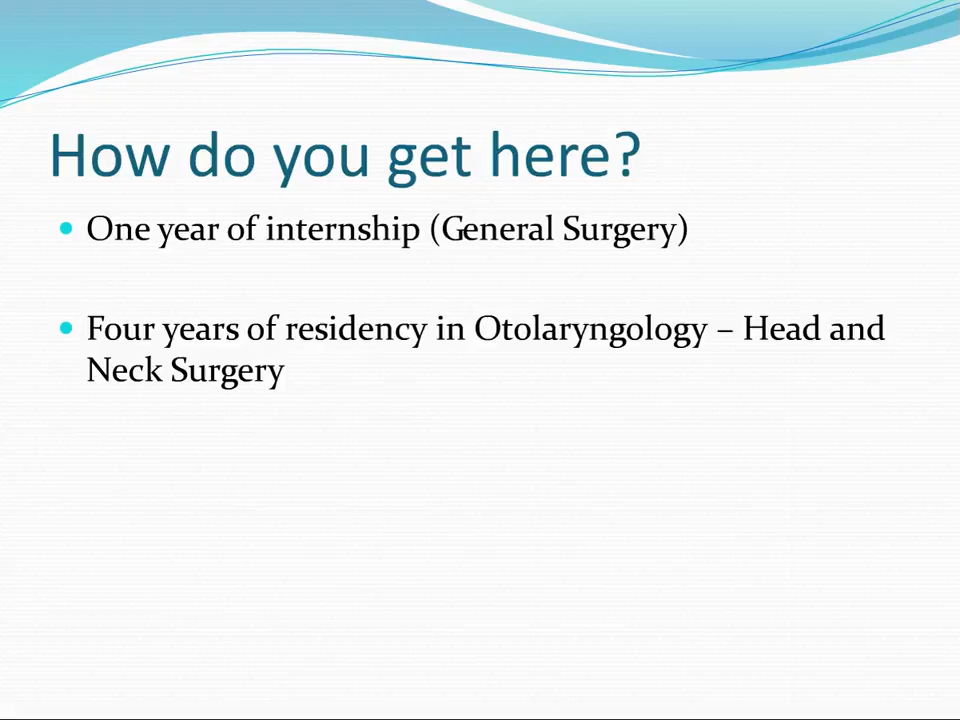 How do you get here?
• One year of internship (General Surgery)
• Four years of residency in Otolaryngology – Head and
Neck Surgery